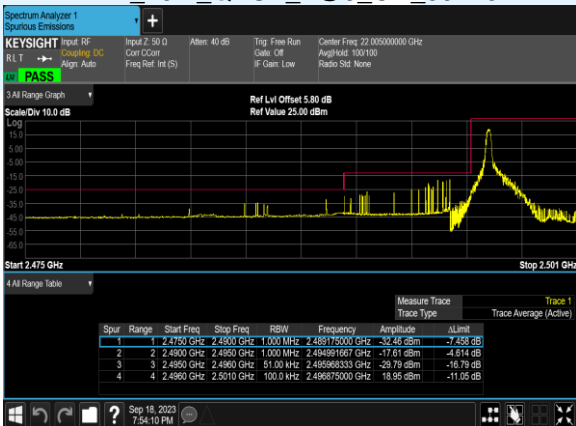 Spectrum Analyzer 1
Spurious Emissions
+
KEYSIGHT Input: RF Input Z: 50 Ω Atten: 40 dB Trig: Free Run Center Freq: 22.005000000 GHz
RLT Coupling: DC Corr CCorr Gate: Off Avg|Hold: 100/100
Align: Auto Freq Ref: Int (S) IF Gain: Low Radio Std: None
PASS
3 All Range Graph
Ref Lvl Offset 5.80 dB
Scale/Div 10.0 dB Ref Value 25.00 dBm
Log
15.0
5.00
-5.00
-15.0
-25.0
-35.0
-45.0
-55.0
-65.0
Start 2.475 GHz Stop 2.501 GHz
4 All Range Table
Measure Trace Trace 1
Trace Type Trace Average (Active)
Spur Range Start Freq Stop Freq RBW Frequency Amplitude ΔLimit
1 1 2.4750 GHz 2.4900 GHz 1.000 MHz 2.489175000 GHz -32.46 dBm -7.458 dB
2 2 2.4900 GHz 2.4950 GHz 1.000 MHz 2.494991667 GHz -17.61 dBm -4.614 dB
3 3 2.4950 GHz 2.4960 GHz 51.00 kHz 2.495968333 GHz -29.79 dBm -16.79 dB
4 4 2.4960 GHz 2.5010 GHz 100.0 kHz 2.496875000 GHz 18.95 dBm -11.05 dB
? Sep 18, 2023
7:54:10 PM